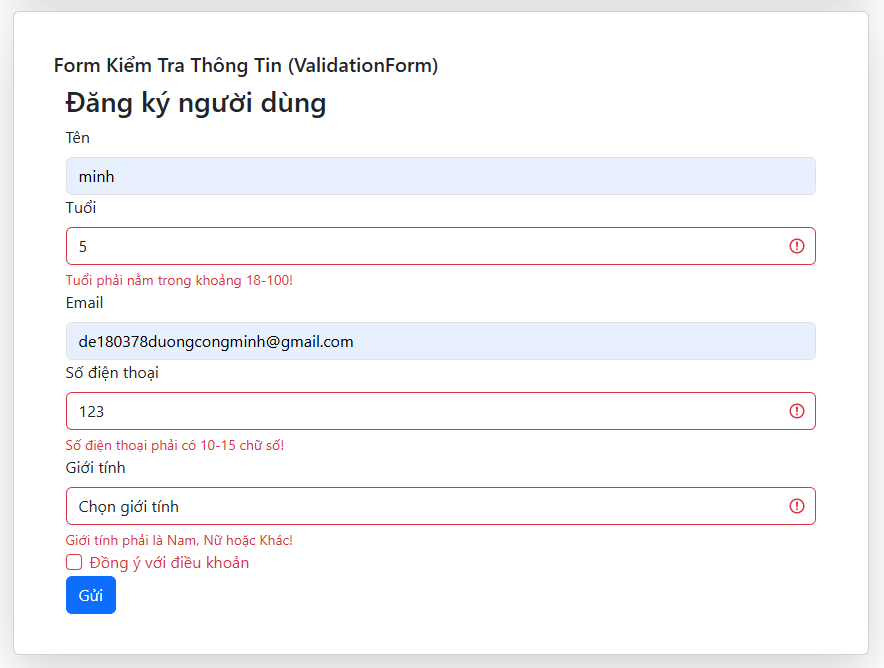 Form Kiểm Tra Thông Tin (ValidationForm)
Đăng ký người dùng
Tên
minh
Tuổi
5
Tuổi phải nằm trong khoảng 18-100!
Email
de180378duongcongminh@gmail.com
Số điện thoại
123
Số điện thoại phải có 10-15 chữ số!
Giới tính
Chọn giới tính
Giới tính phải là Nam, Nữ hoặc Khác!
Đồng ý với điều khoản
Gửi